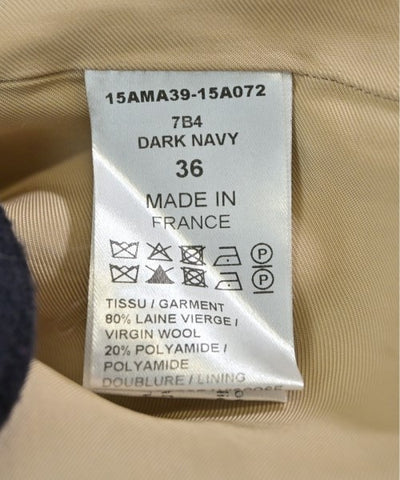 15AMA39-15A072
7B4
DARK NAVY
36
MADE IN
FRANCE
P
P
TISSU / GARMENT
80% LAINE VIERGE /
VIRGIN WOOL
20% POLYAMIDE /
POLYAMIDE
DOUBLURE / LINING